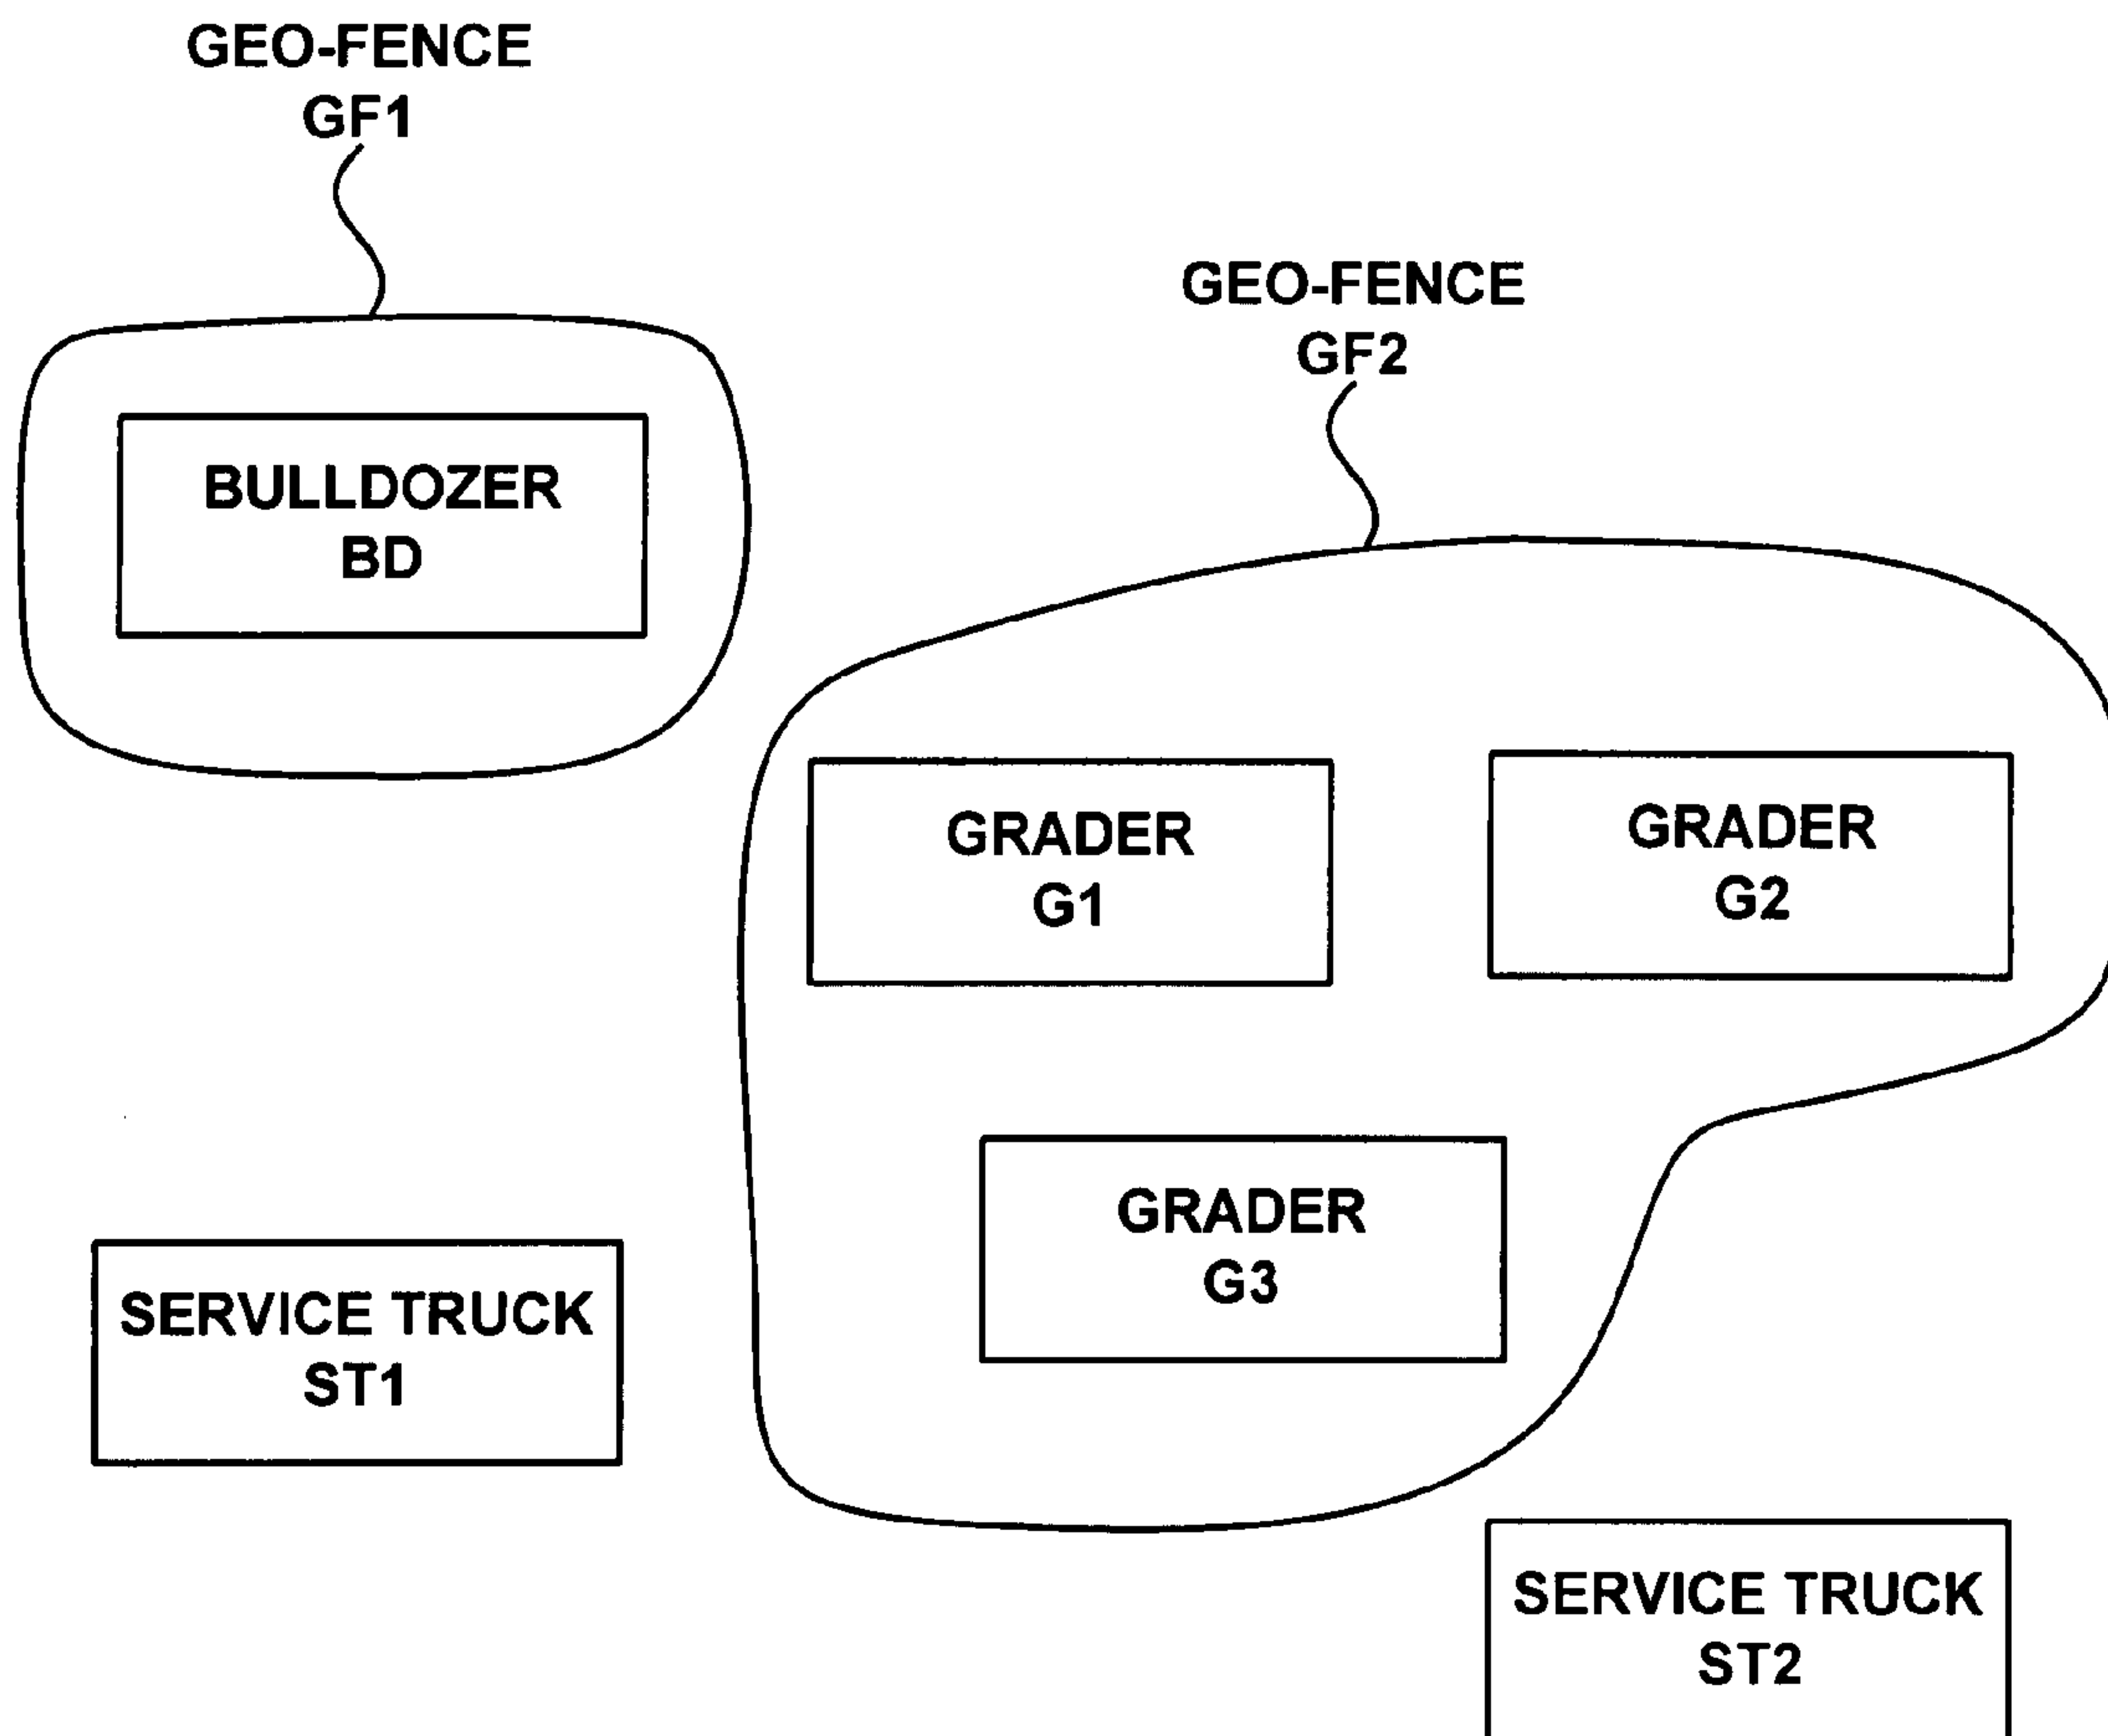 GEO-FENCE
GF1
GEO-FENCE
GF2
BULLDOZER
BD
GRADER
G1
GRADER
G2
GRADER
G3
SERVICE TRUCK
ST1
SERVICE TRUCK
ST2